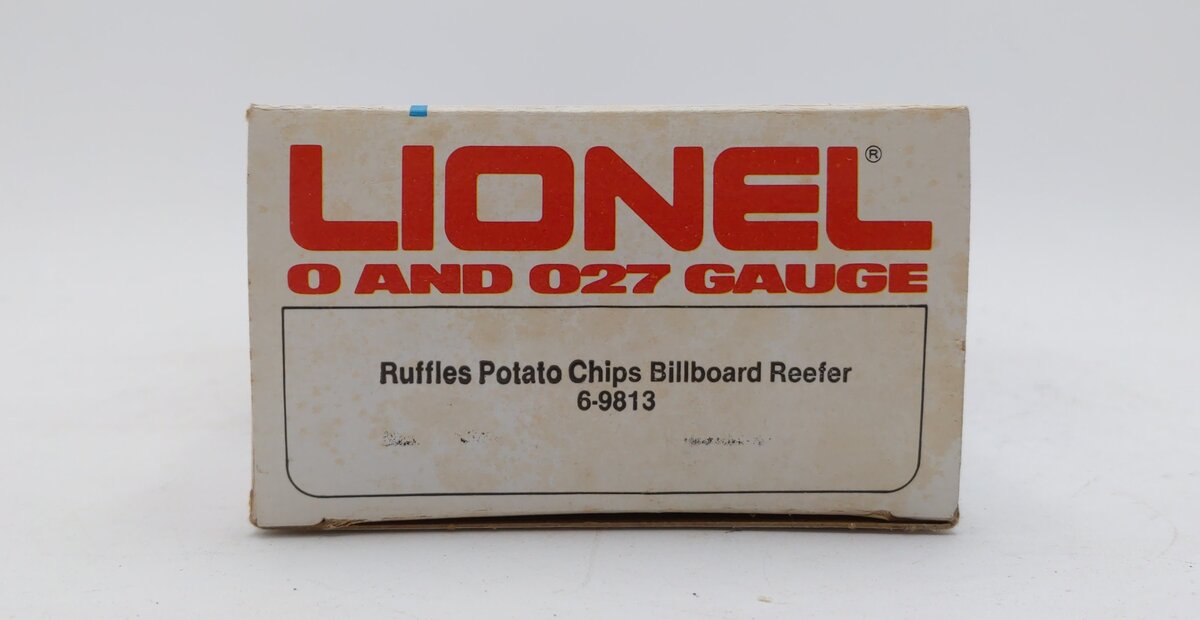 LIONEL®
O AND O27 GAUGE
Ruffles Potato Chips Billboard Reefer
6-9813